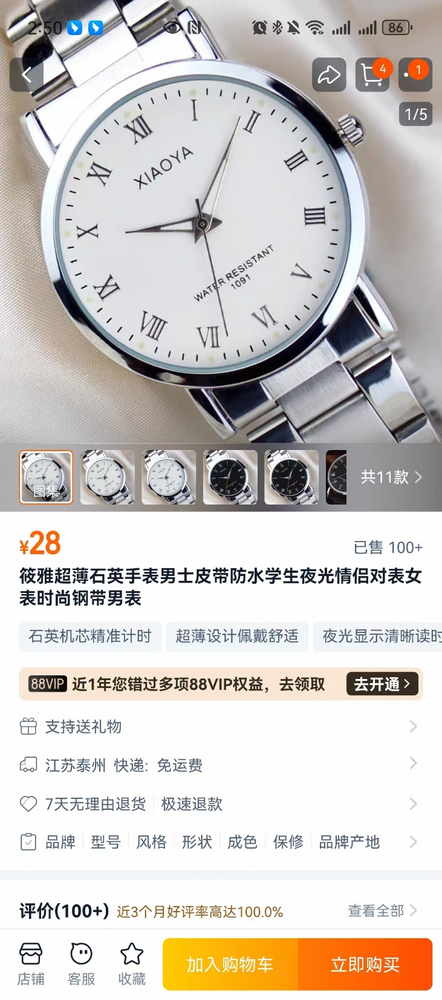 2:50
86
4
1
1/5
XII
I
II
XI
III
XIAOYA
X
IIII
WATER RESISTANT
1091
IX
V
VIII
VII
VI
图集
共11款
¥28
已售 100+
筱雅超薄石英手表男士皮带防水学生夜光情侣对表女
表时尚钢带男表
石英机芯精准计时
超薄设计佩戴舒适
夜光显示清晰读时
88VIP 近1年您错过多项88VIP权益，去领取
去开通
支持送礼物
江苏泰州 快递: 免运费
7天无理由退货 极速退款
品牌 型号 风格 形状 成色 保修 品牌产地
评价(100+) 近3个月好评率高达100.0%
查看全部
店铺
客服
收藏
加入购物车
立即购买